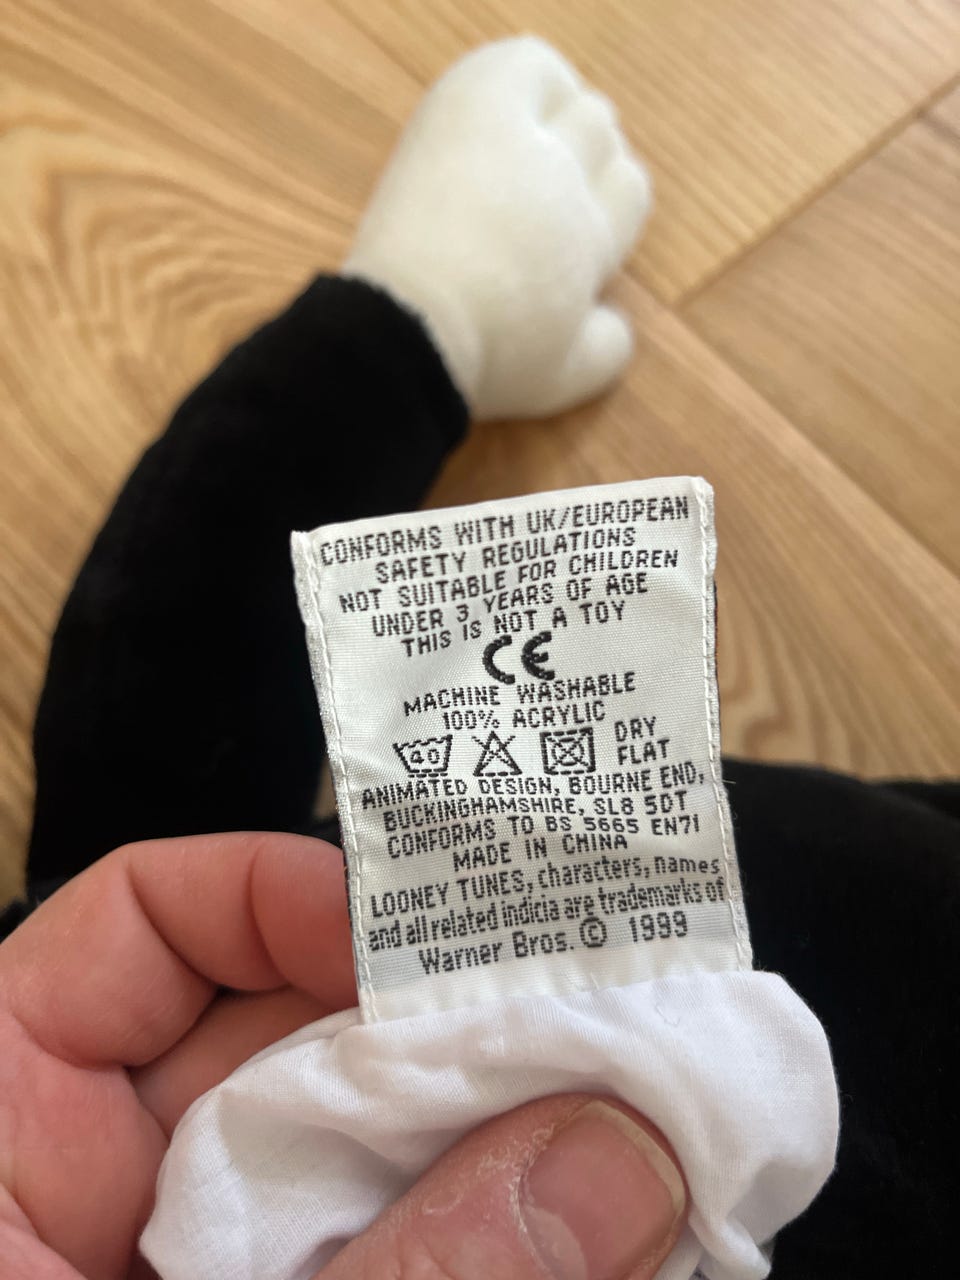 CONFORMS WITH UK/EUROPEAN
SAFETY REGULATIONS
NOT SUITABLE FOR CHILDREN
UNDER 3 YEARS OF AGE
THIS IS NOT A TOY
CE
MACHINE WASHABLE
100% ACRYLIC
40 DRY
FLAT
ANIMATED DESIGN, BOURNE END,
BUCKINGHAMSHIRE, SL8 5DT
CONFORMS TO BS 5665 EN71
MADE IN CHINA
LOONEY TUNES, characters, names
and all related indicia are trademarks of
Warner Bros. © 1999